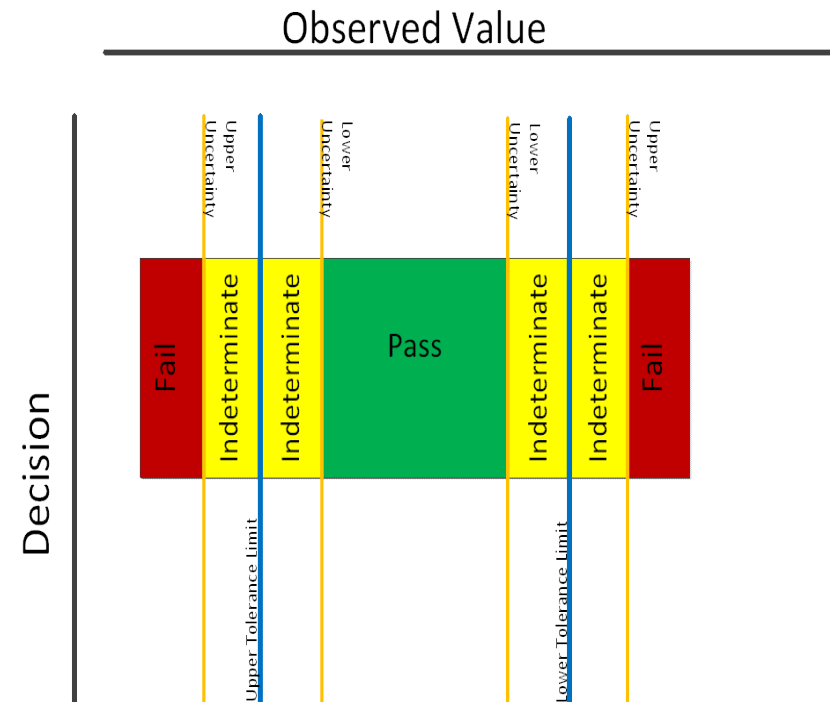 Observed Value
Upper
Uncertainty
Lower
Uncertainty
Lower
Uncertainty
Upper
Uncertainty
Decision
Fail
Indeterminate
Indeterminate
Pass
Indeterminate
Indeterminate
Fail
Upper Tolerance Limit
Lower Tolerance Limit